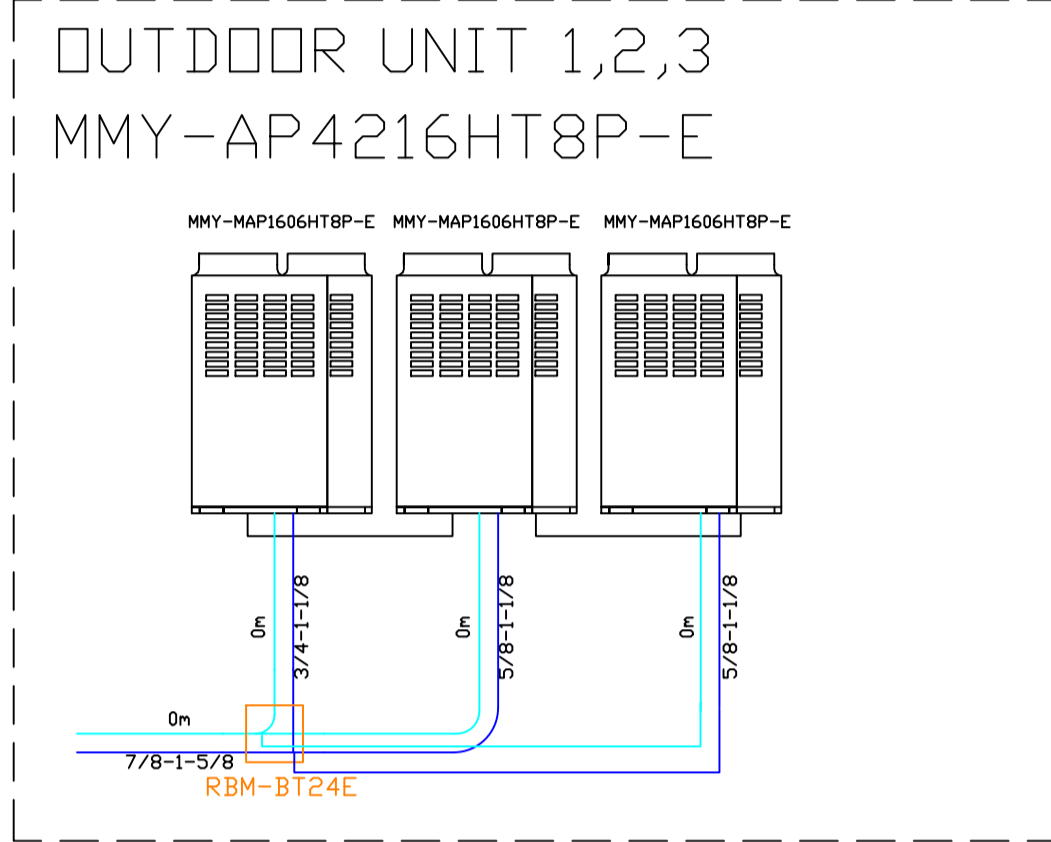 OUTDOOR UNIT 1,2,3
MMY-AP4216HT8P-E
MMY-MAP1606HT8P-E MMY-MAP1606HT8P-E MMY-MAP1606HT8P-E
0m
3/4-1-1/8
0m
5/8-1-1/8
0m
5/8-1-1/8
0m
7/8-1-5/8
RBM-BT24E